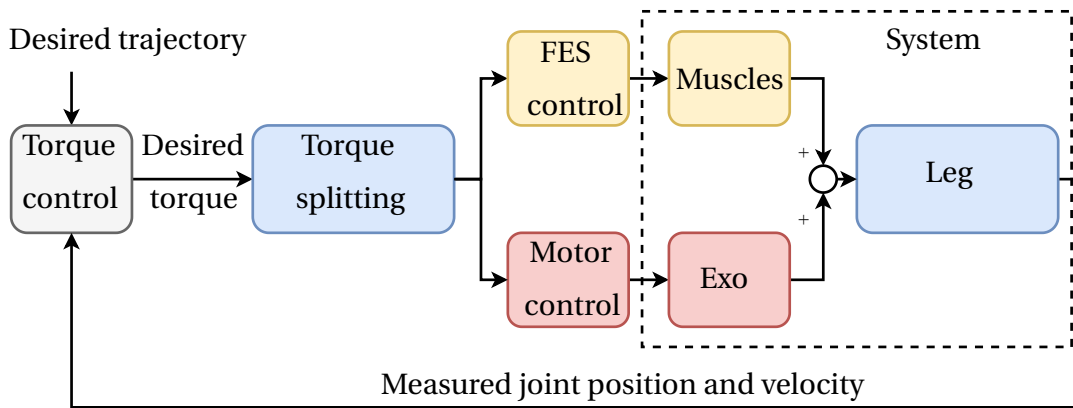 Desired trajectory
System
FES
control
Muscles
Torque
control
Desired
torque
Torque
splitting
+
+
Leg
Motor
control
Exo
Measured joint position and velocity